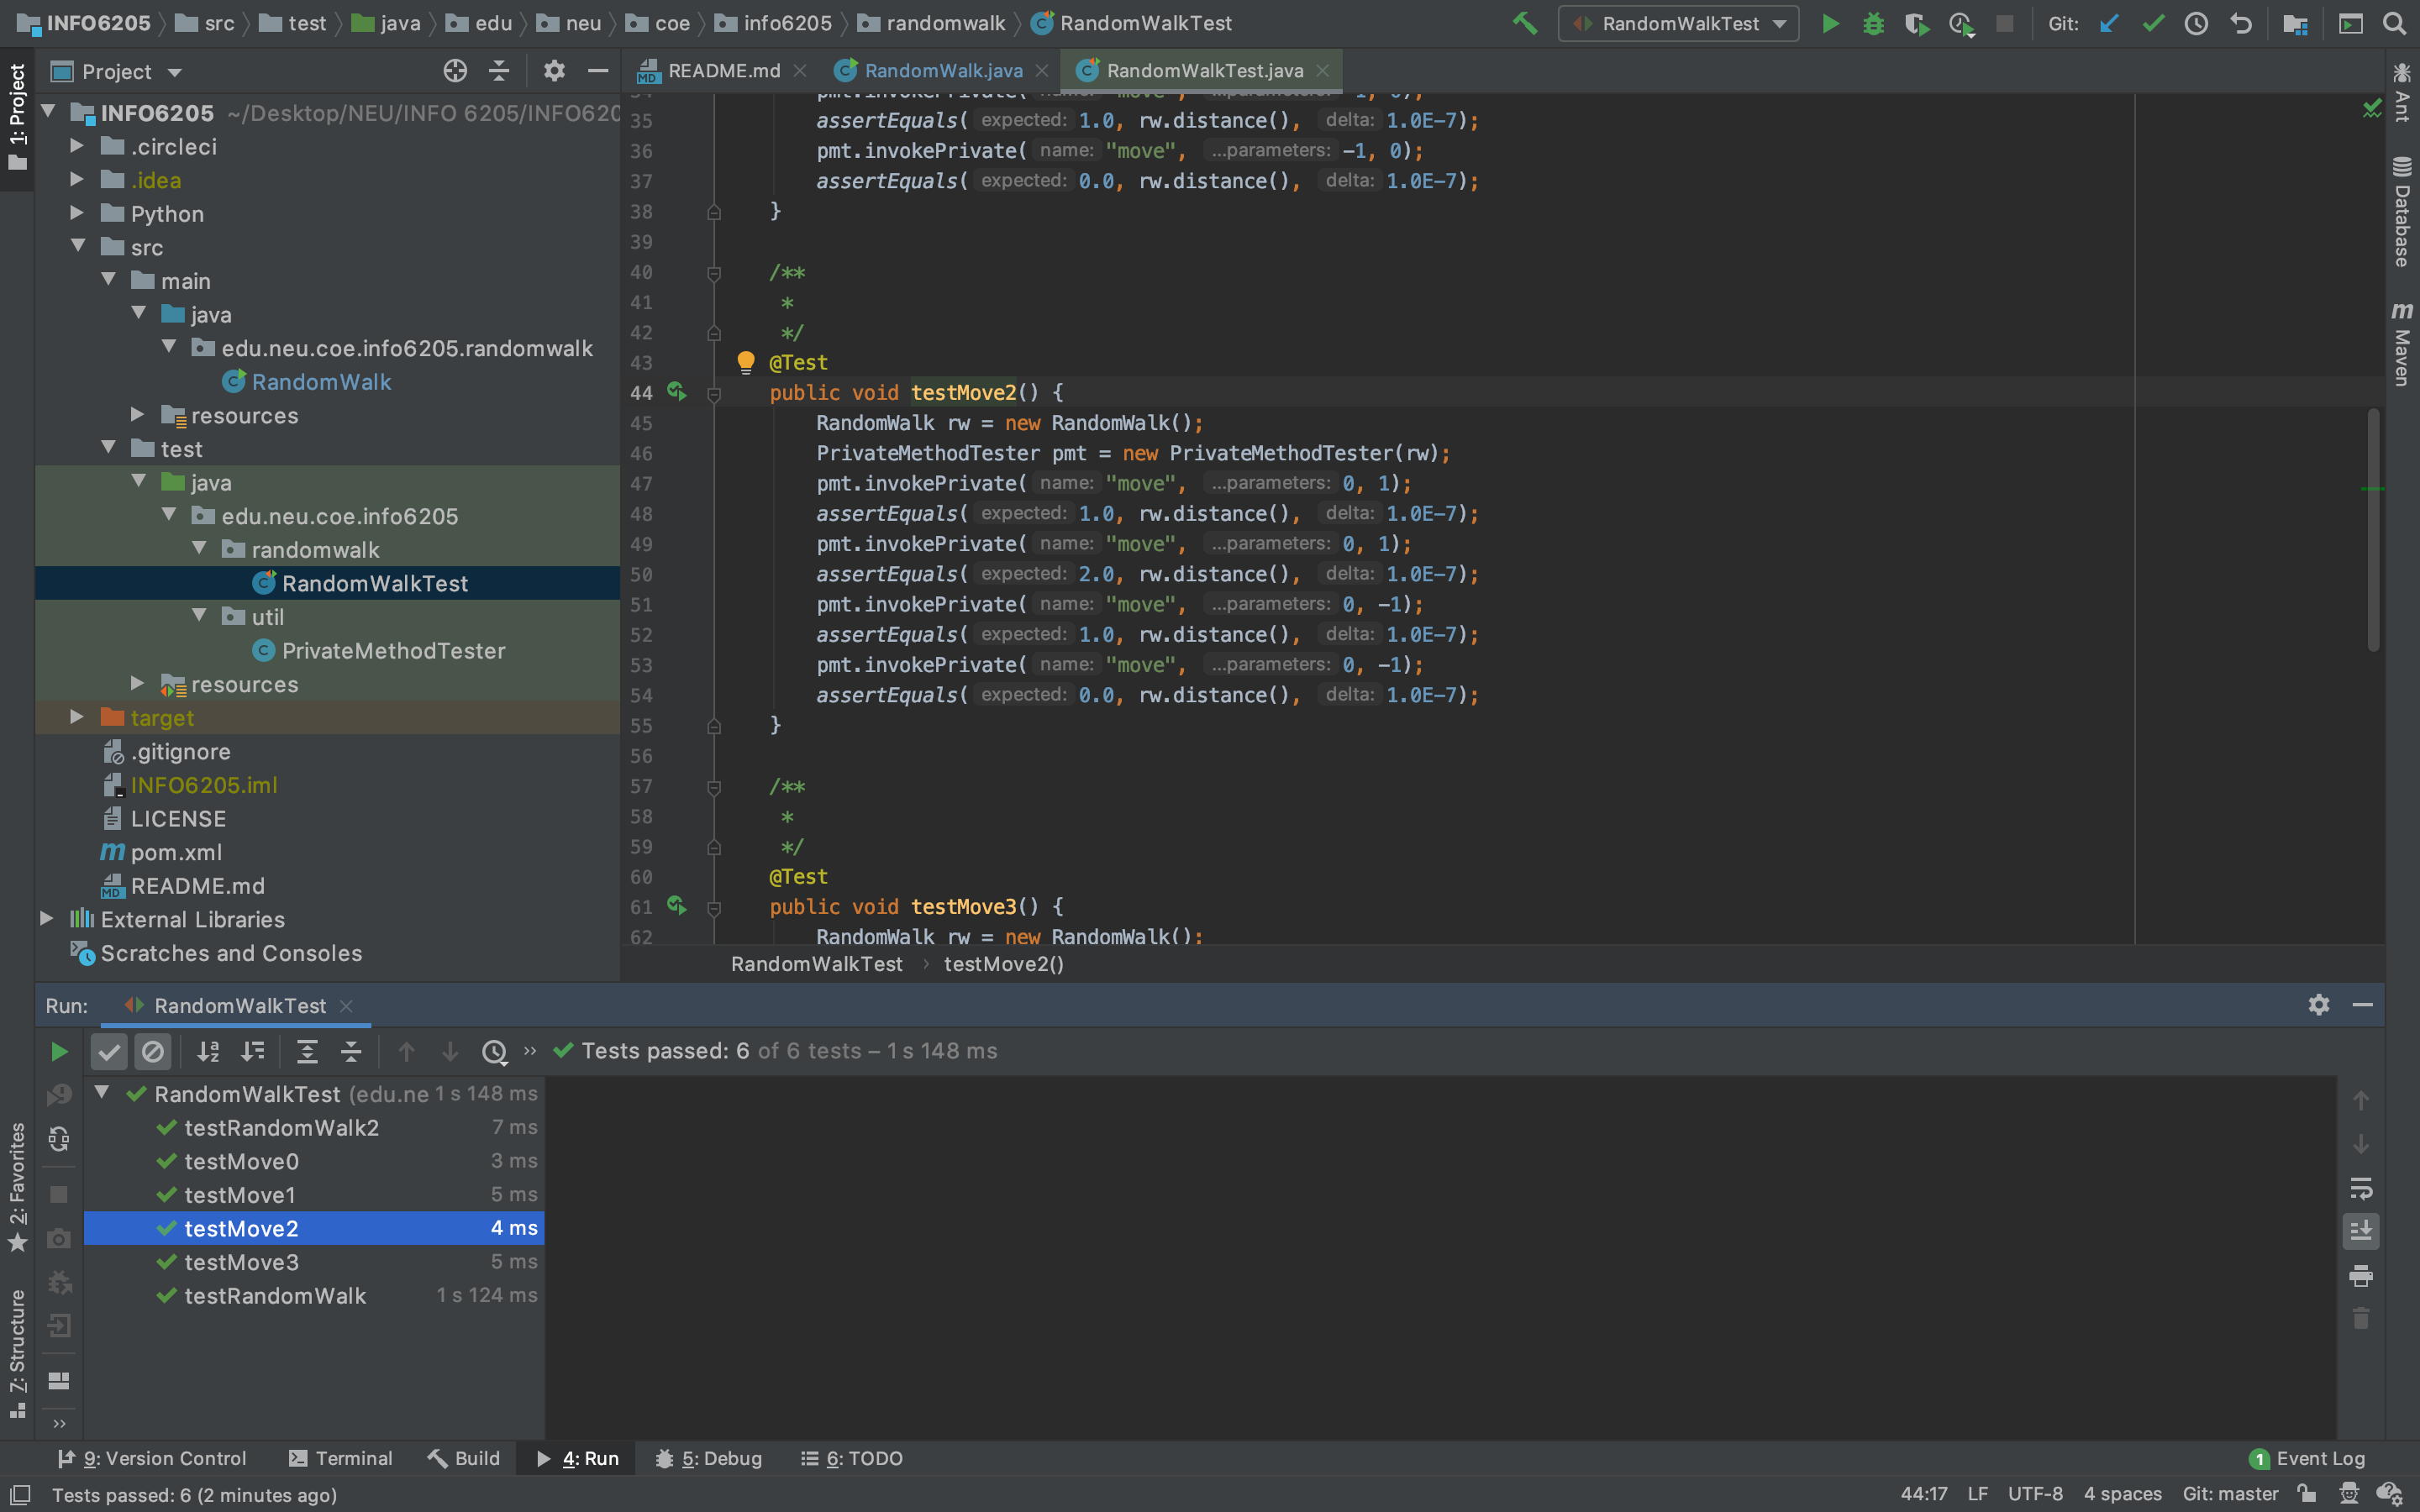 INFO6205 src test java edu neu coe info6205 randomwalk RandomWalkTest
RandomWalkTest Git:
1: Project
2: Favorites
7: Structure
Project
INFO6205 ~/Desktop/NEU/INFO 6205/INFO620
.circleci
.idea
Python
src
main
java
edu.neu.coe.info6205.randomwalk
RandomWalk
resources
test
java
edu.neu.coe.info6205
randomwalk
RandomWalkTest
util
PrivateMethodTester
resources
target
.gitignore
INFO6205.iml
LICENSE
pom.xml
README.md
External Libraries
Scratches and Consoles
README.md RandomWalk.java RandomWalkTest.java
35 assertEquals( expected: 1.0, rw.distance(), delta: 1.0E-7);
36 pmt.invokePrivate( name: "move", ...parameters: -1, 0);
37 assertEquals( expected: 0.0, rw.distance(), delta: 1.0E-7);
38 }
39
40 /**
41 *
42 */
43 @Test
44 public void testMove2() {
45 RandomWalk rw = new RandomWalk();
46 PrivateMethodTester pmt = new PrivateMethodTester(rw);
47 pmt.invokePrivate( name: "move", ...parameters: 0, 1);
48 assertEquals( expected: 1.0, rw.distance(), delta: 1.0E-7);
49 pmt.invokePrivate( name: "move", ...parameters: 0, 1);
50 assertEquals( expected: 2.0, rw.distance(), delta: 1.0E-7);
51 pmt.invokePrivate( name: "move", ...parameters: 0, -1);
52 assertEquals( expected: 1.0, rw.distance(), delta: 1.0E-7);
53 pmt.invokePrivate( name: "move", ...parameters: 0, -1);
54 assertEquals( expected: 0.0, rw.distance(), delta: 1.0E-7);
55 }
56
57 /**
58 *
59 */
60 @Test
61 public void testMove3() {
62 RandomWalk rw = new RandomWalk();
RandomWalkTest › testMove2()
Ant
Database
m Maven
Run: RandomWalkTest
» Tests passed: 6 of 6 tests – 1 s 148 ms
RandomWalkTest (edu.ne 1 s 148 ms
testRandomWalk2 7 ms
testMove0 3 ms
testMove1 5 ms
testMove2 4 ms
testMove3 5 ms
testRandomWalk 1 s 124 ms
»
9: Version Control Terminal Build 4: Run 5: Debug 6: TODO 1 Event Log
Tests passed: 6 (2 minutes ago) 44:17 LF UTF-8 4 spaces Git: master